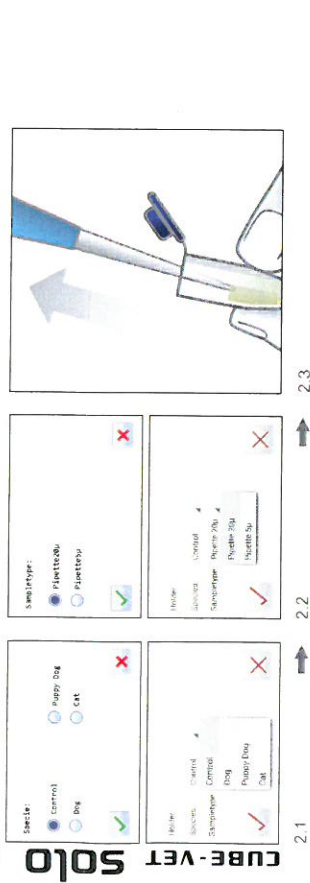 SOLO
CUBE-VET
Specie:
Control
Puppy Dog
Dog
Cat
Holder
Species Control
Sampletype Control
Dog
Puppy Dog
Cat
2.1
Sampletype:
Pipette20µ
Pipette5µ
Holder
Species Control
Sampletype Pipette 20µ
Pipette 20µ
Pipette 5µ
2.2
2.3